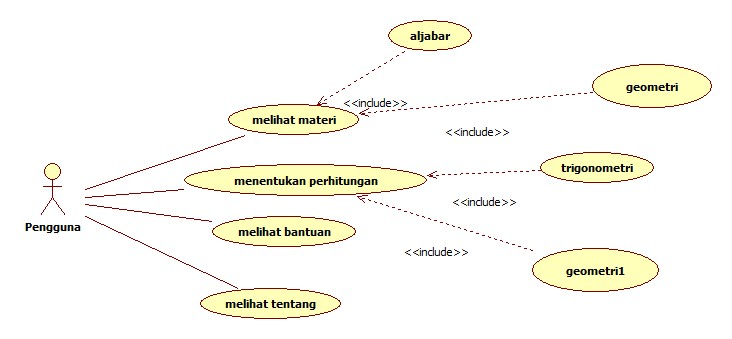 aljabar
geometri
<<include>>
melihat materi
<<include>>
trigonometri
menentukan perhitungan
<<include>>
Pengguna
melihat bantuan
<<include>>
geometri1
melihat tentang